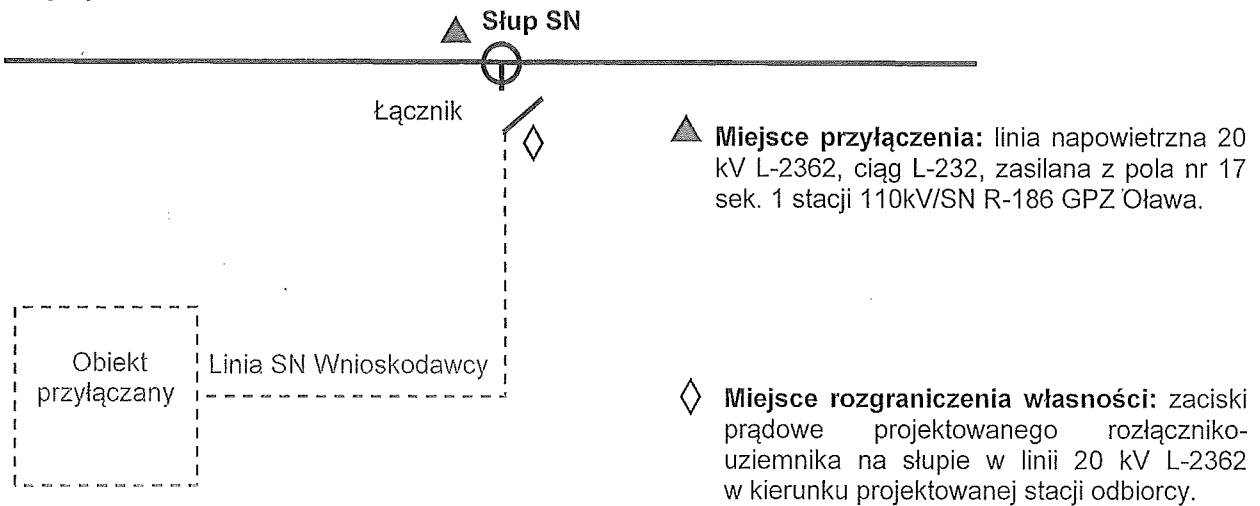 Słup SN
Łącznik
Miejsce przyłączenia: linia napowietrzna 20
kV L-2362, ciąg L-232, zasilana z pola nr 17
sek. 1 stacji 110kV/SN R-186 GPZ Oława.
Obiekt
przyłączany
Linia SN Wnioskodawcy
Miejsce rozgraniczenia własności: zaciski
prądowe projektowanego rozłączniko-
uziemnika na słupie w linii 20 kV L-2362
w kierunku projektowanej stacji odbiorcy.